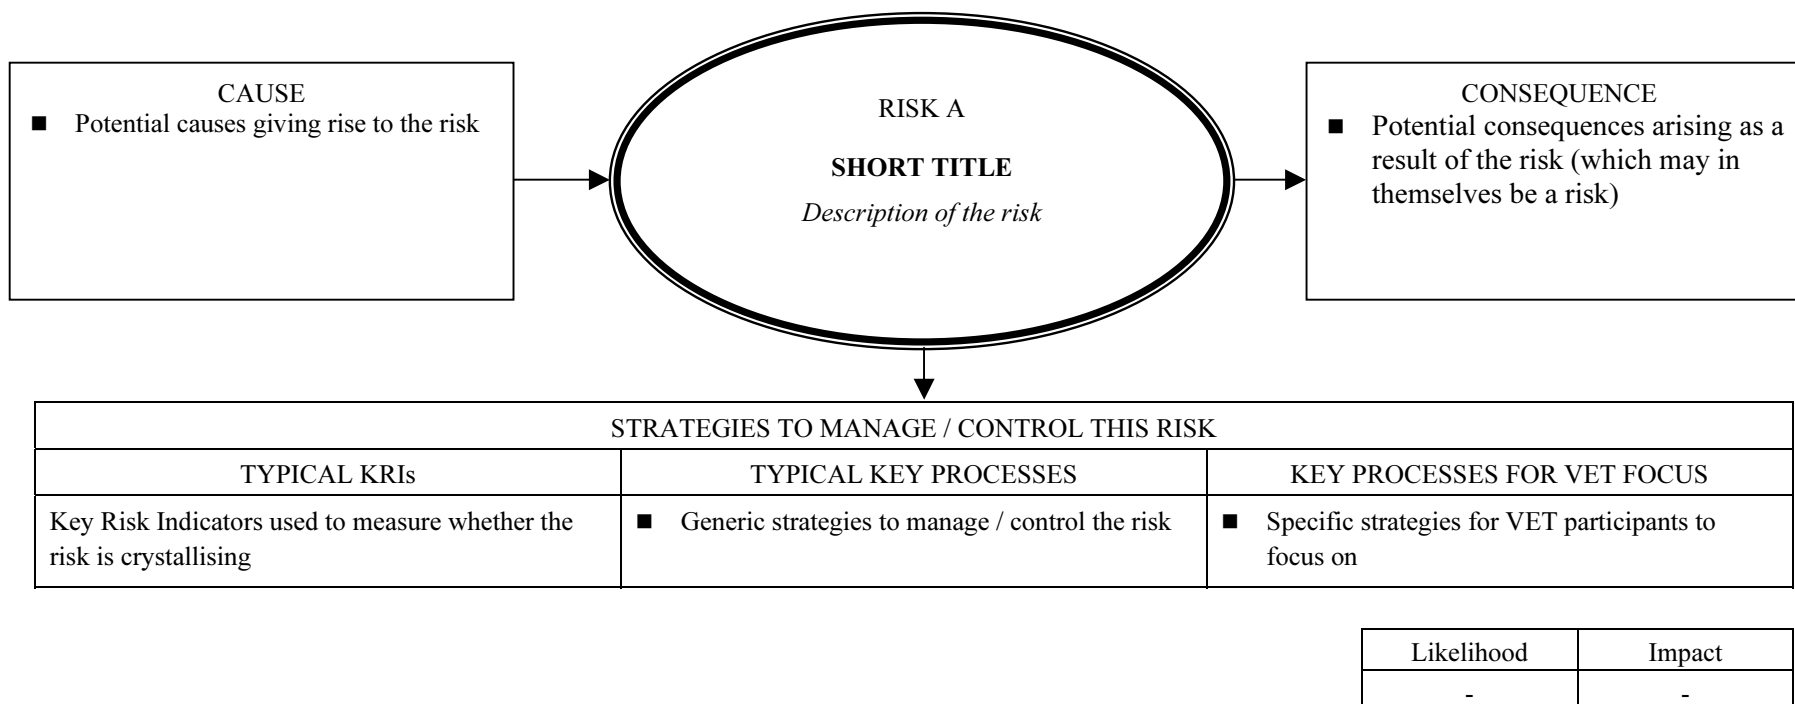 CAUSE
■ Potential causes giving rise to the risk
RISK A
SHORT TITLE
Description of the risk
CONSEQUENCE
■ Potential consequences arising as a
result of the risk (which may in
themselves be a risk)
STRATEGIES TO MANAGE / CONTROL THIS RISK
TYPICAL KRIs
TYPICAL KEY PROCESSES
KEY PROCESSES FOR VET FOCUS
Key Risk Indicators used to measure whether the
risk is crystallising
■ Generic strategies to manage / control the risk
■ Specific strategies for VET participants to
focus on
Likelihood
Impact
-
-